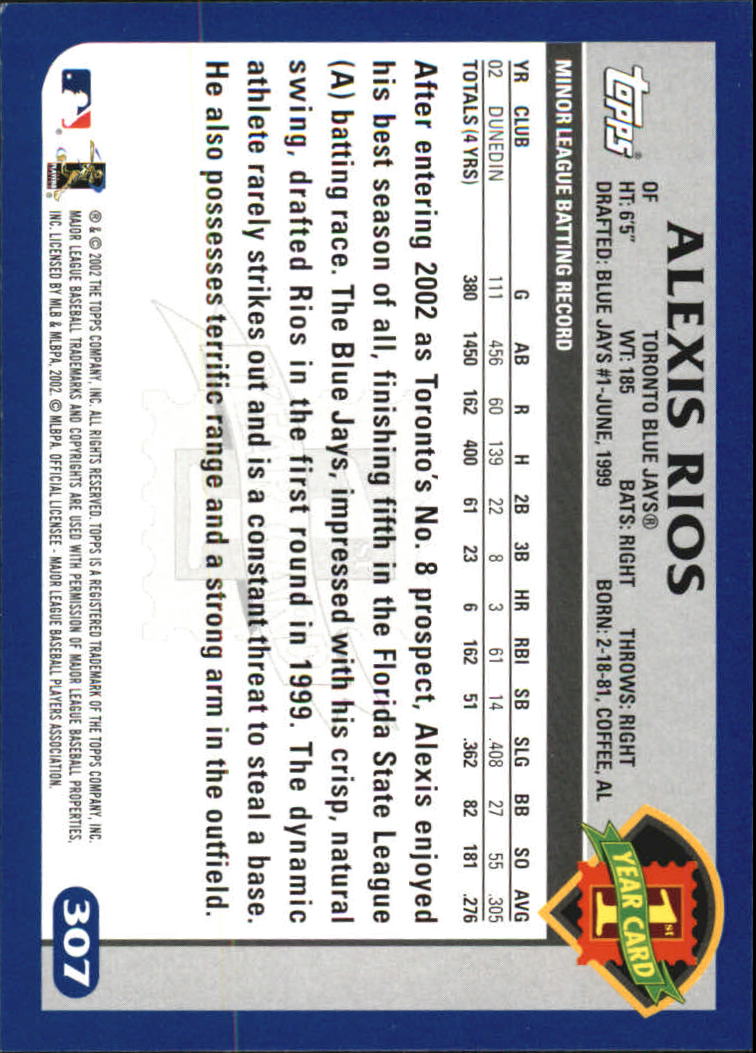 ALEXIS RIOS
TORONTO BLUE JAYS®
topps®
OF
HT: 6'5" WT: 185 BATS: RIGHT THROWS: RIGHT
DRAFTED: BLUE JAYS #1-JUNE, 1999 BORN: 2-18-81, COFFEE, AL
1st
YEAR CARD
MINOR LEAGUE BATTING RECORD
YR CLUB G AB R H 2B 3B HR RBI SB SLG BB SO AVG
02 DUNEDIN 111 456 60 139 22 8 3 61 14 .408 27 55 .305
TOTALS (4 YRS) 380 1450 162 400 61 23 6 162 51 .362 82 181 .276
After entering 2002 as Toronto's No. 8 prospect, Alexis enjoyed
his best season of all, finishing fifth in the Florida State League
(A) batting race. The Blue Jays, impressed with his crisp, natural
swing, drafted Rios in the first round in 1999. The dynamic
athlete rarely strikes out and is a constant threat to steal a base.
He also possesses terrific range and a strong arm in the outfield.
® & © 2002 THE TOPPS COMPANY, INC. ALL RIGHTS RESERVED. TOPPS IS A REGISTERED TRADEMARK OF THE TOPPS COMPANY, INC.
MAJOR LEAGUE BASEBALL TRADEMARKS AND COPYRIGHTS ARE USED WITH PERMISSION OF MAJOR LEAGUE BASEBALL PROPERTIES,
INC. LICENSED BY MLB & MLBPA, 2002. © MLBPA. OFFICIAL LICENSEE - MAJOR LEAGUE BASEBALL PLAYERS ASSOCIATION.
307